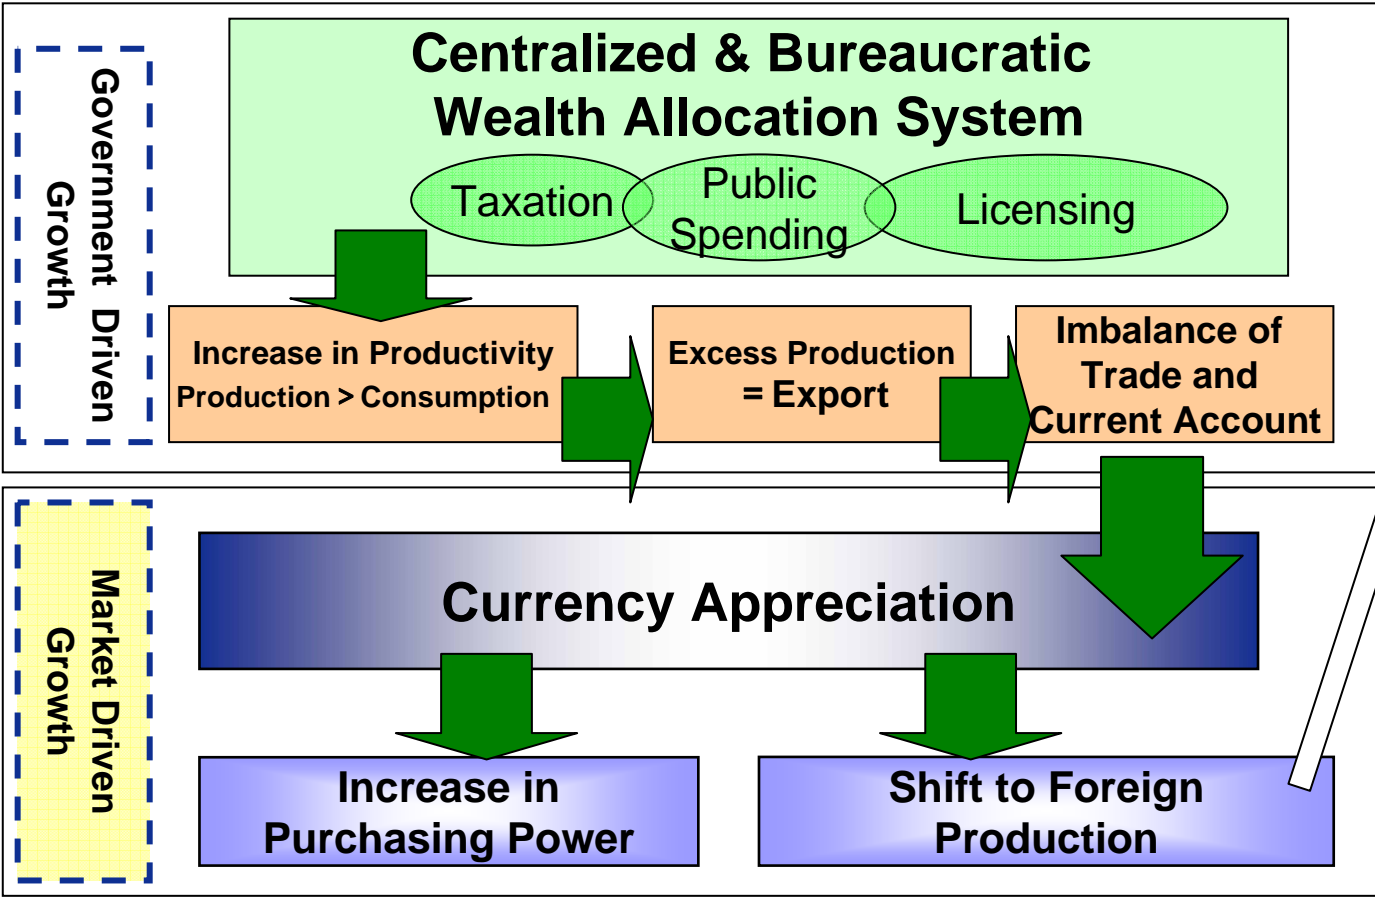 Government Driven
Growth
Centralized & Bureaucratic
Wealth Allocation System
Taxation
Public
Spending
Licensing
Increase in Productivity
Production > Consumption
Excess Production
= Export
Imbalance of
Trade and
Current Account
Market Driven
Growth
Currency Appreciation
Increase in
Purchasing Power
Shift to Foreign
Production